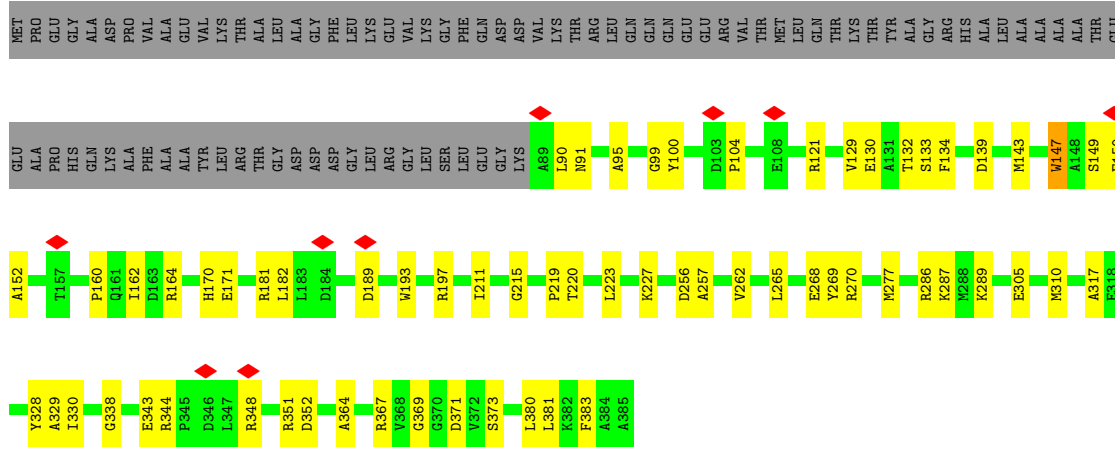 MET PRO GLU GLY ALA ASP PRO VAL ALA GLU VAL LYS THR ALA LEU ALA GLY PHE LEU LYS GLU VAL LYS GLY PHE GLN ASP ASP VAL LYS THR ARG LEU GLN GLN GLN GLU GLU ARG VAL THR MET LEU GLN THR LYS THR TYR ALA GLY ARG HIS ALA LEU ALA ALA ALA ALA THR
GLU ALA PRO HIS GLN LYS ALA PHE ALA ALA TYR LEU ARG THR GLY ASP ASP ASP GLY LEU ARG GLY LEU SER LEU GLU GLY LYS A89 L90 N91 A95 G99 Y100 D103 P104 E108 R121 V129 E130 A131 T132 S133 F134 D139 M143 W147 A148 S149
A152 T157 P160 Q161 I162 D163 R164 H170 E171 R181 L182 L183 D184 D189 W193 R197 I211 G215 P219 T220 L223 K227 D256 A257 V262 L265 E268 Y269 R270 M277 R286 K287 M288 K289 E305 M310 A317
Y328 A329 I330 G338 E343 R344 P345 D346 L347 R348 R351 D352 A364 R367 V368 G369 G370 D371 V372 S373 L380 L381 K382 F383 A384 A385